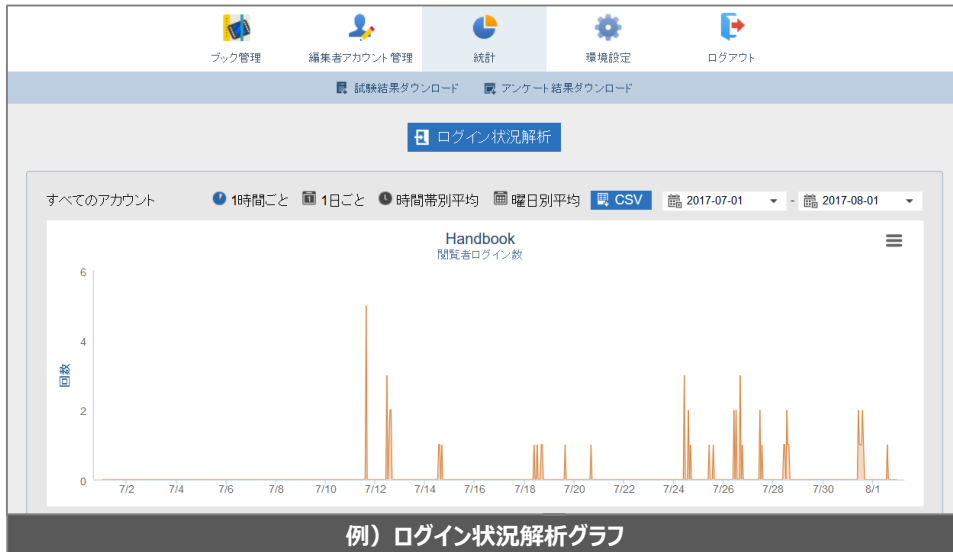 ブック管理 編集者アカウント管理 統計 環境設定 ログアウト
試験結果ダウンロード アンケート結果ダウンロード
ログイン状況解析
すべてのアカウント 1時間ごと 1日ごと 時間帯別平均 曜日別平均 CSV 2017-07-01 - 2017-08-01
Handbook
閲覧者ログイン数
6
4
回数
2
0
7/2 7/4 7/6 7/8 7/10 7/12 7/14 7/16 7/18 7/20 7/22 7/24 7/26 7/28 7/30 8/1
例）ログイン状況解析グラフ